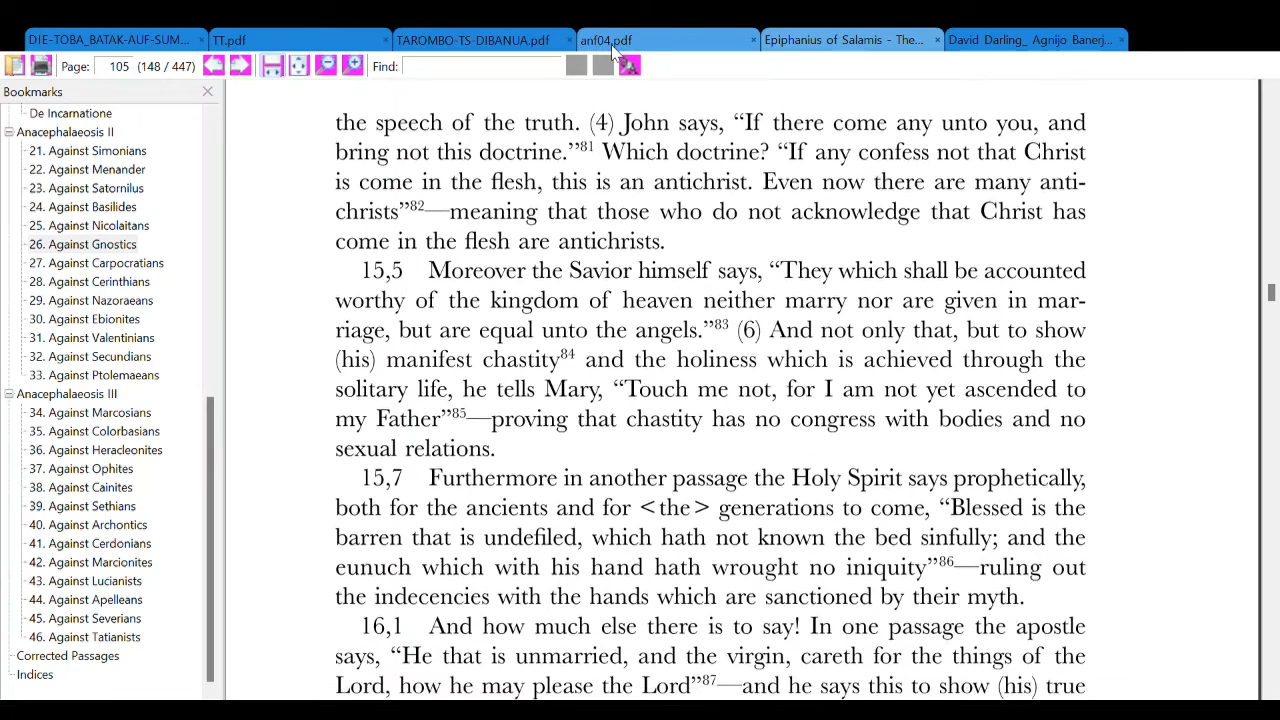 DIE-TOBA_BATAK-AUF-SUM... TT.pdf TAROMBO-TS-DIBANUA.pdf anf04.pdf Epiphanius of Salamis - The... David Darling_ Agnijo Banerj...
Page: 105 (148 / 447) Find:
Bookmarks
De Incarnatione
Anacephalaeosis II
21. Against Simonians
22. Against Menander
23. Against Satornilus
24. Against Basilides
25. Against Nicolaitans
26. Against Gnostics
27. Against Carpocratians
28. Against Cerinthians
29. Against Nazoraeans
30. Against Ebionites
31. Against Valentinians
32. Against Secundians
33. Against Ptolemaeans
Anacephalaeosis III
34. Against Marcosians
35. Against Colorbasians
36. Against Heracleonites
37. Against Ophites
38. Against Cainites
39. Against Sethians
40. Against Archontics
41. Against Cerdonians
42. Against Marcionites
43. Against Lucianists
44. Against Apelleans
45. Against Severians
46. Against Tatianists
Corrected Passages
Indices
the speech of the truth. (4) John says, “If there come any unto you, and
bring not this doctrine.”81 Which doctrine? “If any confess not that Christ
is come in the flesh, this is an antichrist. Even now there are many anti-
christs”82—meaning that those who do not acknowledge that Christ has
come in the flesh are antichrists.
15,5 Moreover the Savior himself says, “They which shall be accounted
worthy of the kingdom of heaven neither marry nor are given in mar-
riage, but are equal unto the angels.”83 (6) And not only that, but to show
(his) manifest chastity84 and the holiness which is achieved through the
solitary life, he tells Mary, “Touch me not, for I am not yet ascended to
my Father”85—proving that chastity has no congress with bodies and no
sexual relations.
15,7 Furthermore in another passage the Holy Spirit says prophetically,
both for the ancients and for <the> generations to come, “Blessed is the
barren that is undefiled, which hath not known the bed sinfully; and the
eunuch which with his hand hath wrought no iniquity”86—ruling out
the indecencies with the hands which are sanctioned by their myth.
16,1 And how much else there is to say! In one passage the apostle
says, “He that is unmarried, and the virgin, careth for the things of the
Lord, how he may please the Lord”87—and he says this to show (his) true